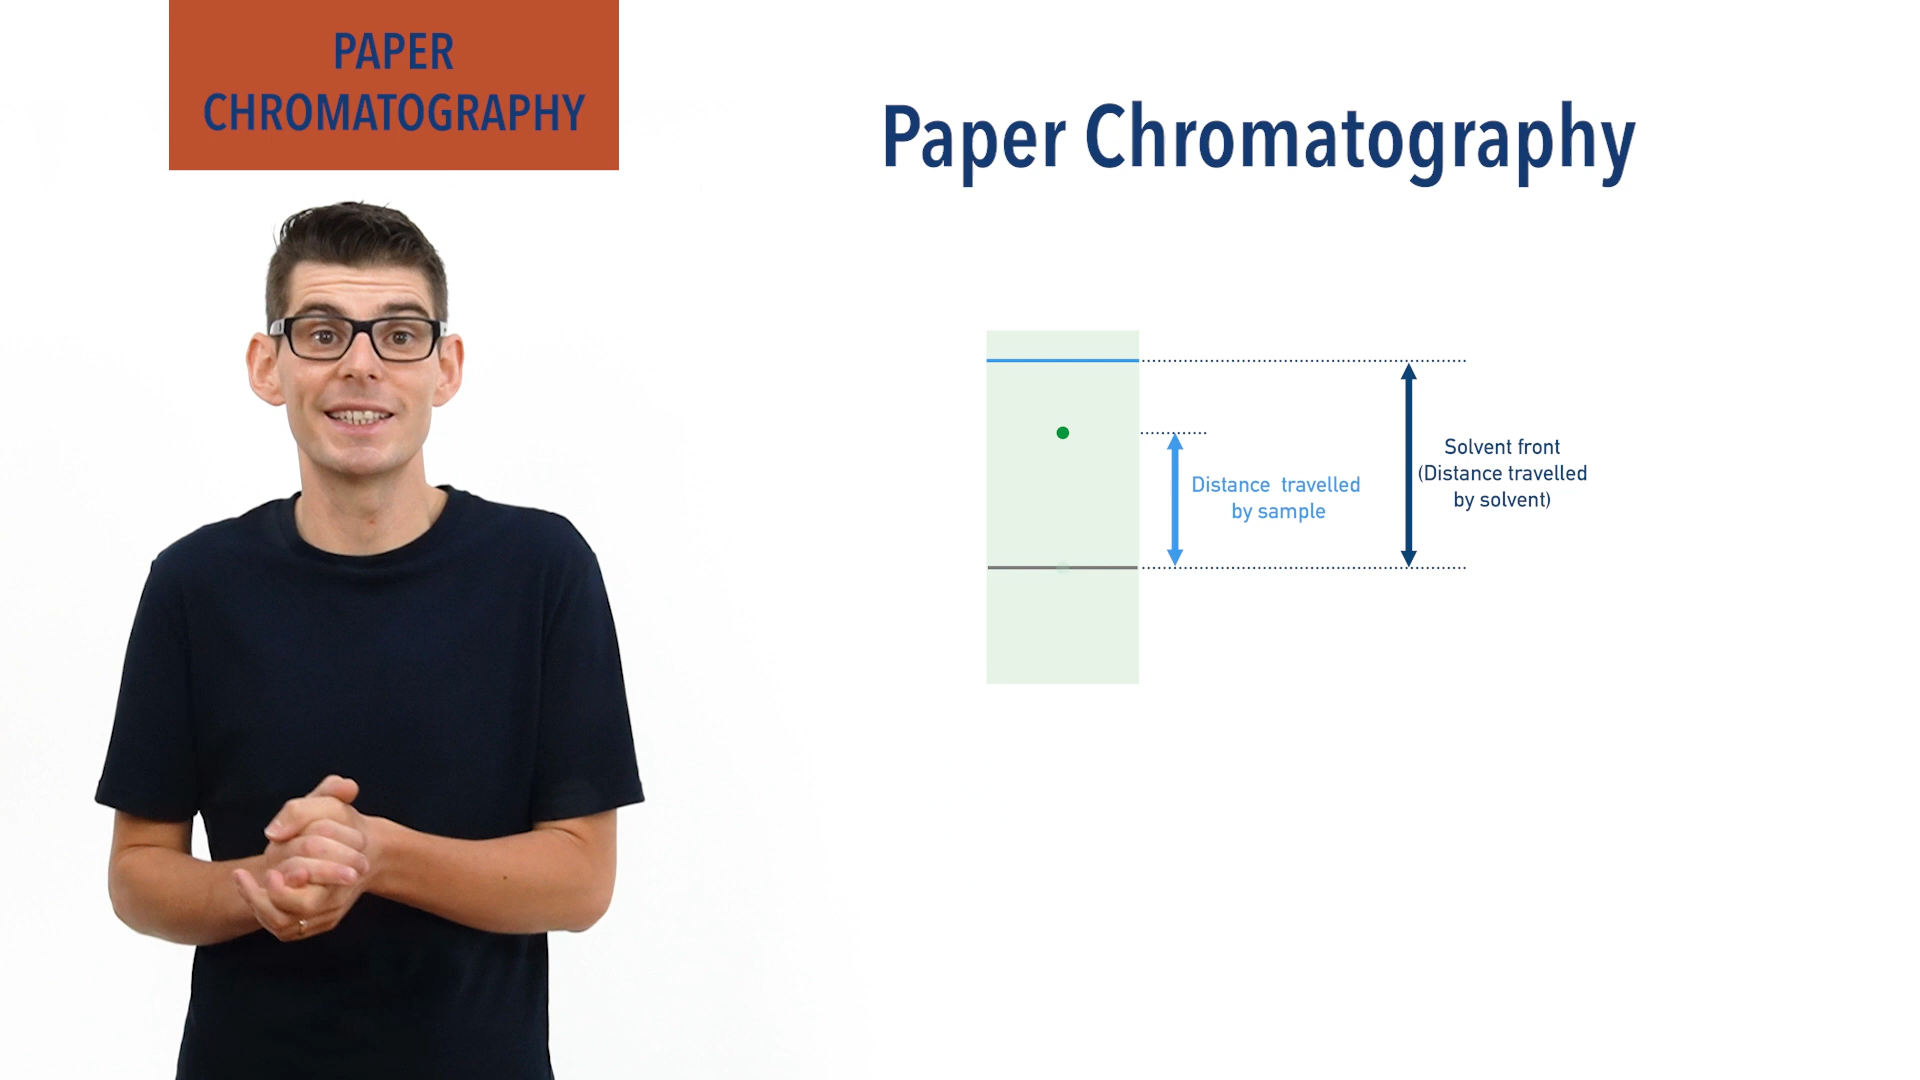 PAPER
CHROMATOGRAPHY
Paper Chromatography
Distance travelled
by sample
Solvent front
(Distance travelled
by solvent)